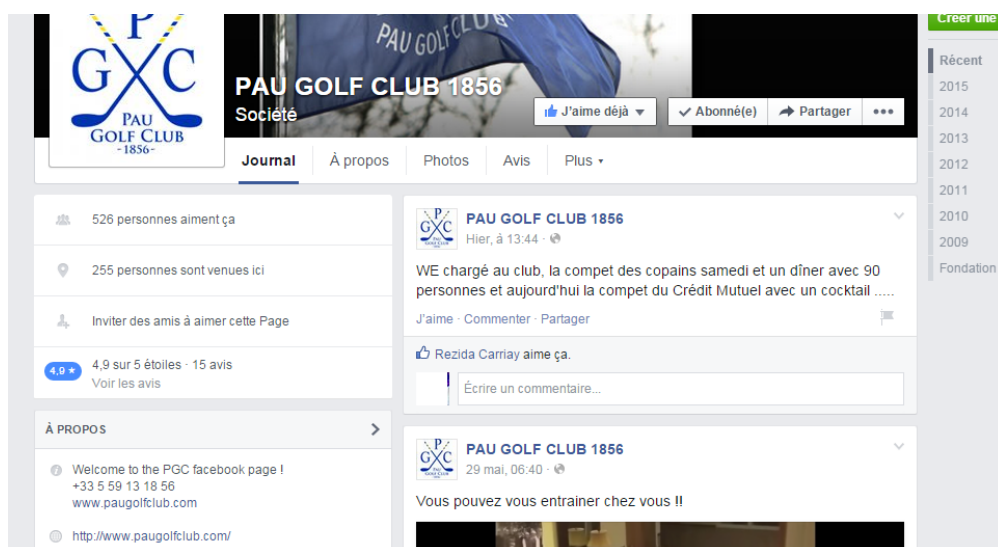 P
G C
PAU
GOLF CLUB
-1856-
PAU GOLF CLUB
PAU GOLF CLUB 1856
Société
J'aime déjà
Abonné(e)
Partager
Journal
À propos
Photos
Avis
Plus
Créer une
Récent
2015
2014
2013
2012
2011
2010
2009
Fondation
526 personnes aiment ça
255 personnes sont venues ici
Inviter des amis à aimer cette Page
4,9 ★
4,9 sur 5 étoiles · 15 avis
Voir les avis
À PROPOS
Welcome to the PGC facebook page !
+33 5 59 13 18 56
www.paugolfclub.com
http://www.paugolfclub.com/
PAU GOLF CLUB 1856
Hier, à 13:44 ·
WE chargé au club, la compet des copains samedi et un dîner avec 90
personnes et aujourd'hui la compet du Crédit Mutuel avec un cocktail .....
J'aime · Commenter · Partager
Rezida Carriay aime ça.
Écrire un commentaire...
PAU GOLF CLUB 1856
29 mai, 06:40 ·
Vous pouvez vous entrainer chez vous !!